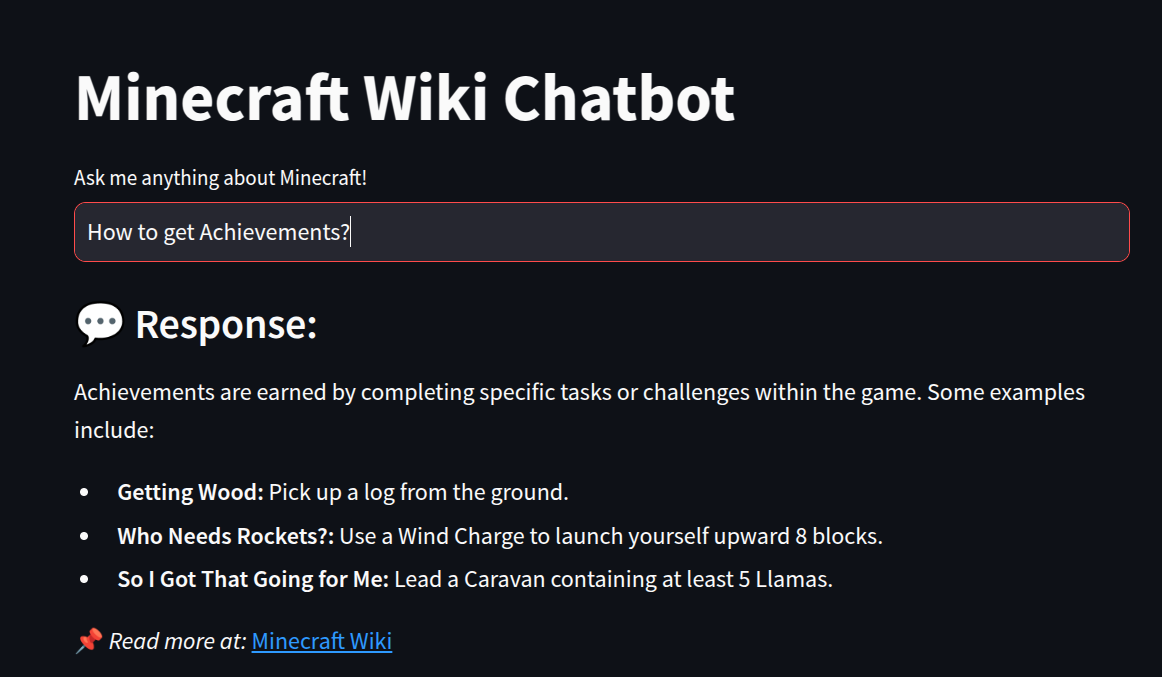 Minecraft Wiki Chatbot
Ask me anything about Minecraft!
How to get Achievements?
💬 Response:
Achievements are earned by completing specific tasks or challenges within the game. Some examples
include:
• Getting Wood: Pick up a log from the ground.
• Who Needs Rockets?: Use a Wind Charge to launch yourself upward 8 blocks.
• So I Got That Going for Me: Lead a Caravan containing at least 5 Llamas.
📌 Read more at: Minecraft Wiki